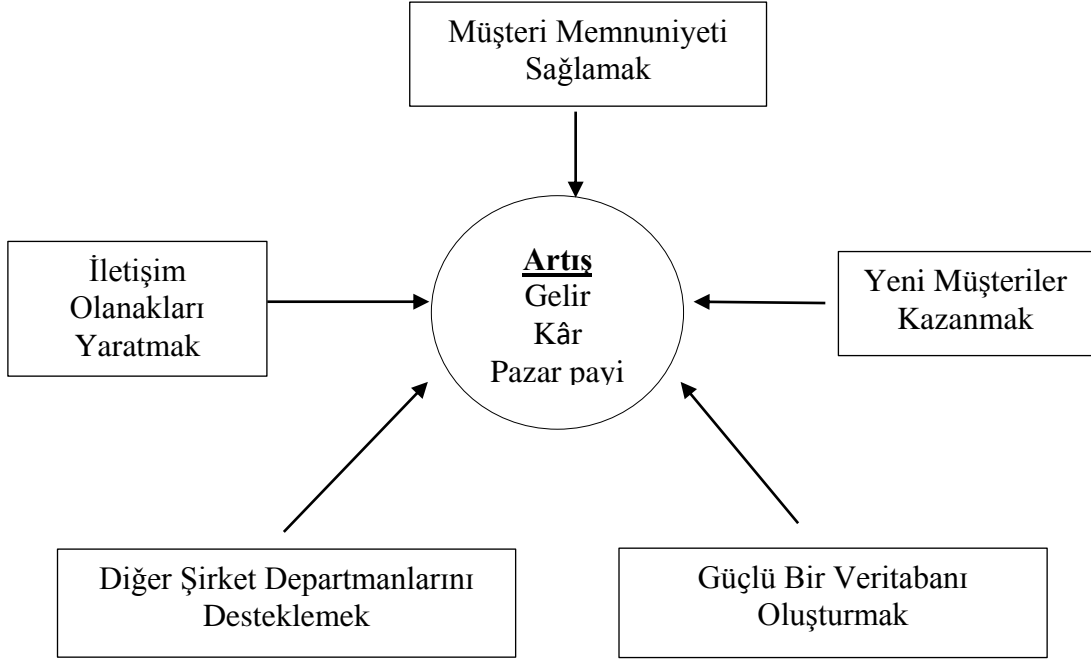 Müşteri Memnuniyeti
Sağlamak
İletişim
Olanakları
Yaratmak
Artış
Gelir
Kâr
Pazar payi
Yeni Müşteriler
Kazanmak
Diğer Şirket Departmanlarını
Desteklemek
Güçlü Bir Veritabanı
Oluşturmak